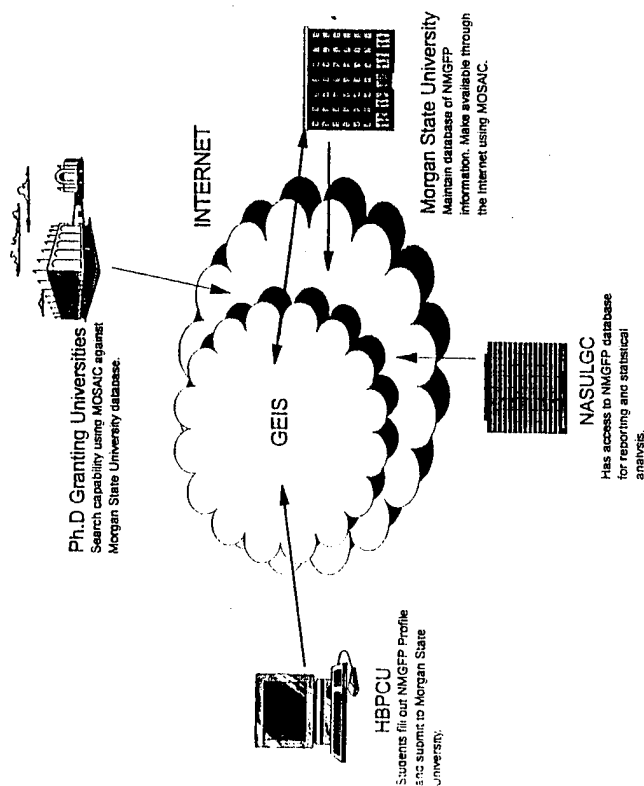 Ph.D Granting Universities
Search capability using MOSAIC against
Morgan State University database.
INTERNET
Morgan State University
Maintain database of NMGFP
information. Make available through
the Internet using MOSAIC.
GEIS
HBPCU
Students fill out NMGFP Profile
and submit to Morgan State
University.
NASULGC
Has access to NMGFP database
for reporting and statistical
analysis.